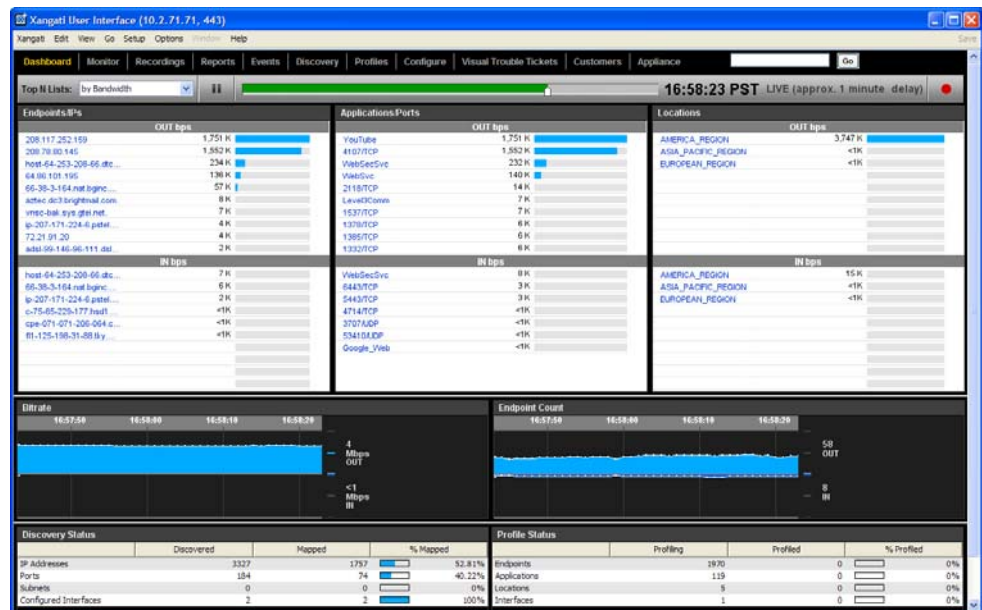 Xangati User Interface (10.2.71.71, 443)
Xangati Edit View Go Setup Options Window Help Save
Dashboard Monitor Recordings Reports Events Discovery Profiles Configure Visual Trouble Tickets Customers Appliance Go
Top N Lists: by Bandwidth 16:58:23 PST LIVE (approx. 1 minute delay)
Endpoints/IPs
OUT bps
208.117.252.159 1,751 K
208.78.80.145 1,552 K
host-64-253-208-66.dtc... 234 K
64.86.101.195 136 K
66-38-3-164.nat.bginc.... 57 K
aztec.dc3.brightmail.com 8 K
vnsc-bak.sys.gtei.net. 7 K
ip-207-171-224-6.pstel... 4 K
72.21.91.20 4 K
adsl-99-146-96-111.dsl... 2 K
IN bps
host-64-253-208-66.dtc... 7 K
66-38-3-164.nat.bginc.... 6 K
ip-207-171-224-6.pstel... 2 K
c-75-65-229-177.hsd1.... <1K
cpe-071-071-206-064.c... <1K
fl1-125-198-31-88.tky.... <1K
Applications/Ports
OUT bps
YouTube 1,751 K
4107/TCP 1,552 K
WebSecSvc 232 K
WebSvc 140 K
2118/TCP 14 K
Level3Comm 7 K
1537/TCP 7 K
1378/TCP 6 K
1385/TCP 6 K
1332/TCP 6 K
IN bps
WebSecSvc 8 K
6443/TCP 3 K
5443/TCP 3 K
4714/TCP <1K
3707/UDP <1K
53410/UDP <1K
Google_Web <1K
Locations
OUT bps
AMERICA_REGION 3,747 K
ASIA_PACIFIC_REGION <1K
EUROPEAN_REGION <1K
IN bps
AMERICA_REGION 15 K
ASIA_PACIFIC_REGION <1K
EUROPEAN_REGION <1K
Bitrate
16:57:50 16:58:00 16:58:10 16:58:20
4
Mbps
OUT
<1
Mbps
IN
Endpoint Count
16:57:50 16:58:00 16:58:10 16:58:20
58
OUT
8
IN
Discovery Status
Discovered Mapped % Mapped
IP Addresses 3327 1757 52.81%
Ports 184 74 40.22%
Subnets 0 0 0%
Configured Interfaces 2 2 100%
Profile Status
Profiling Profiled % Profiled
Endpoints 1970 0 0%
Applications 119 0 0%
Locations 5 0 0%
Interfaces 1 0 0%